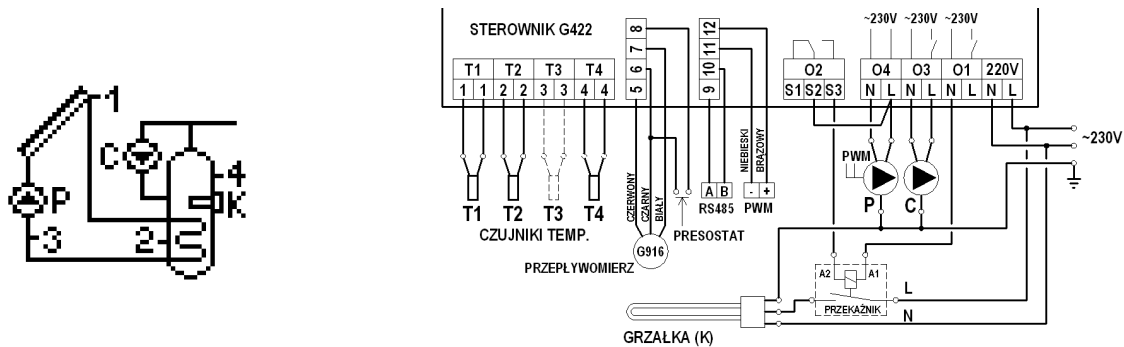 1
C
P
4
K
3
2
STEROWNIK G422
8
7
6
5
12
11
10
9
~230V ~230V ~230V
T1 T2 T3 T4
1 1 2 2 3 3 4 4
O2 O4 O3 O1 220V
S1 S2 S3 N L N L N L N L
~230V
CZERWONY
CZARNY
BIAŁY
NIEBIESKI
BRĄZOWY
PWM
A B
- +
RS485 PWM
P C
T1 T2 T3 T4
CZUJNIKI TEMP.
PRESOSTAT
G916
PRZEPŁYWOMIERZ
A2 A1
PRZEKAŹNIK
L
N
GRZAŁKA (K)